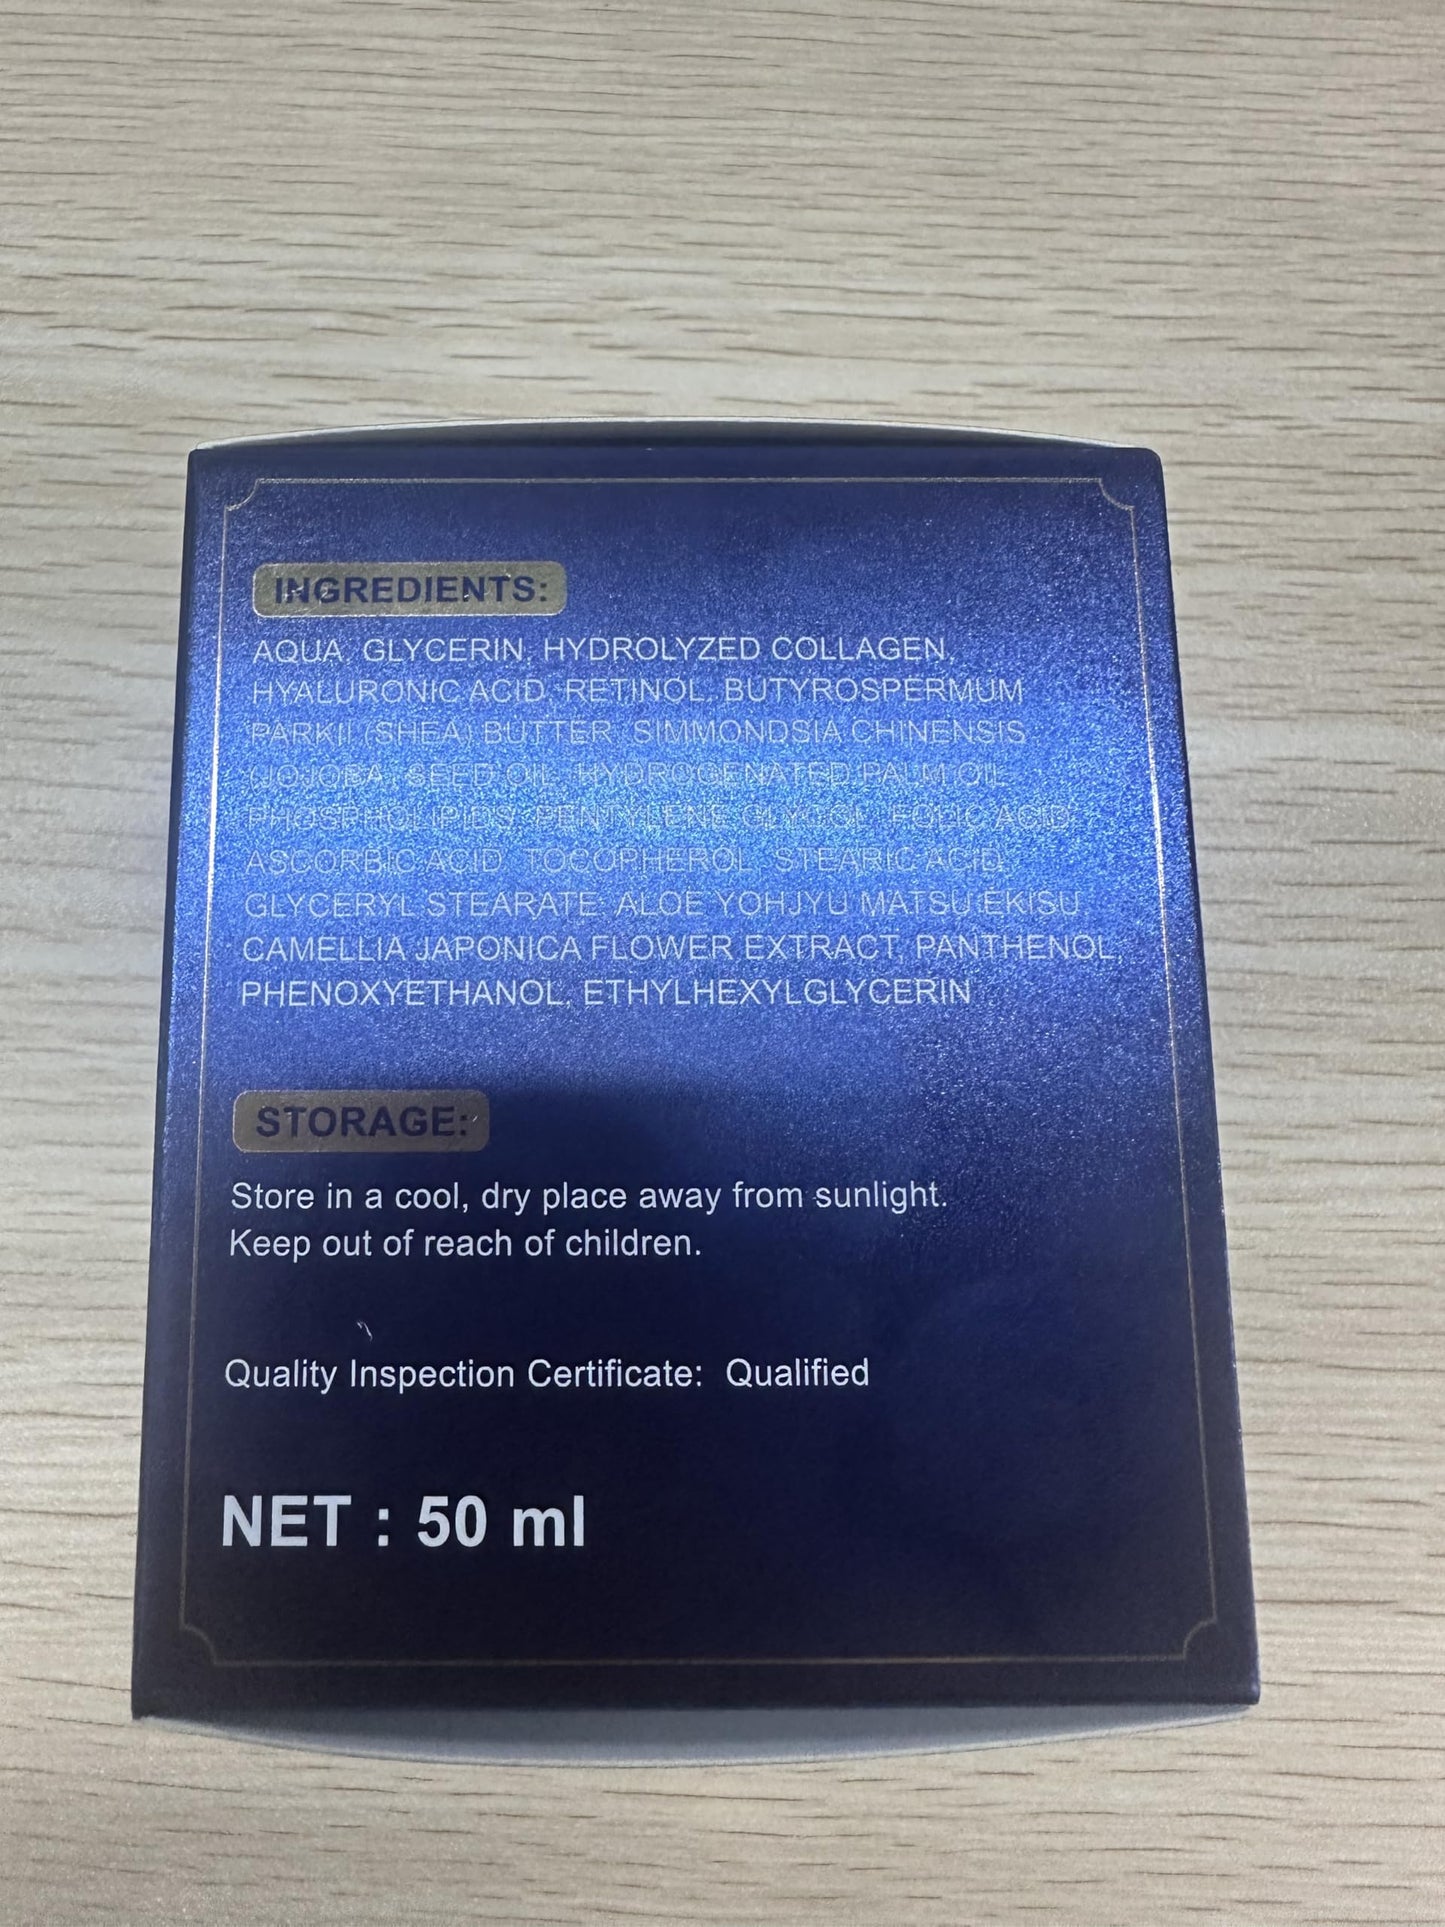 INGREDIENTS:
AQUA, GLYCERIN, HYDROLYZED COLLAGEN,
HYALURONIC ACID, RETINOL, BUTYROSPERMUM
PARKII (SHEA) BUTTER, SIMMONDSIA CHINENSIS
(JOJOBA) SEED OIL, HYDROGENATED PALM OIL,
PHOSPHOLIPIDS, PENTYLENE GLYCOL, FOLIC ACID,
ASCORBIC ACID, TOCOPHEROL, STEARIC ACID,
GLYCERYL STEARATE, ALOE YOHJYU MATSU EKISU,
CAMELLIA JAPONICA FLOWER EXTRACT, PANTHENOL,
PHENOXYETHANOL, ETHYLHEXYLGLYCERIN
STORAGE:
Store in a cool, dry place away from sunlight.
Keep out of reach of children.
Quality Inspection Certificate: Qualified
NET : 50 ml